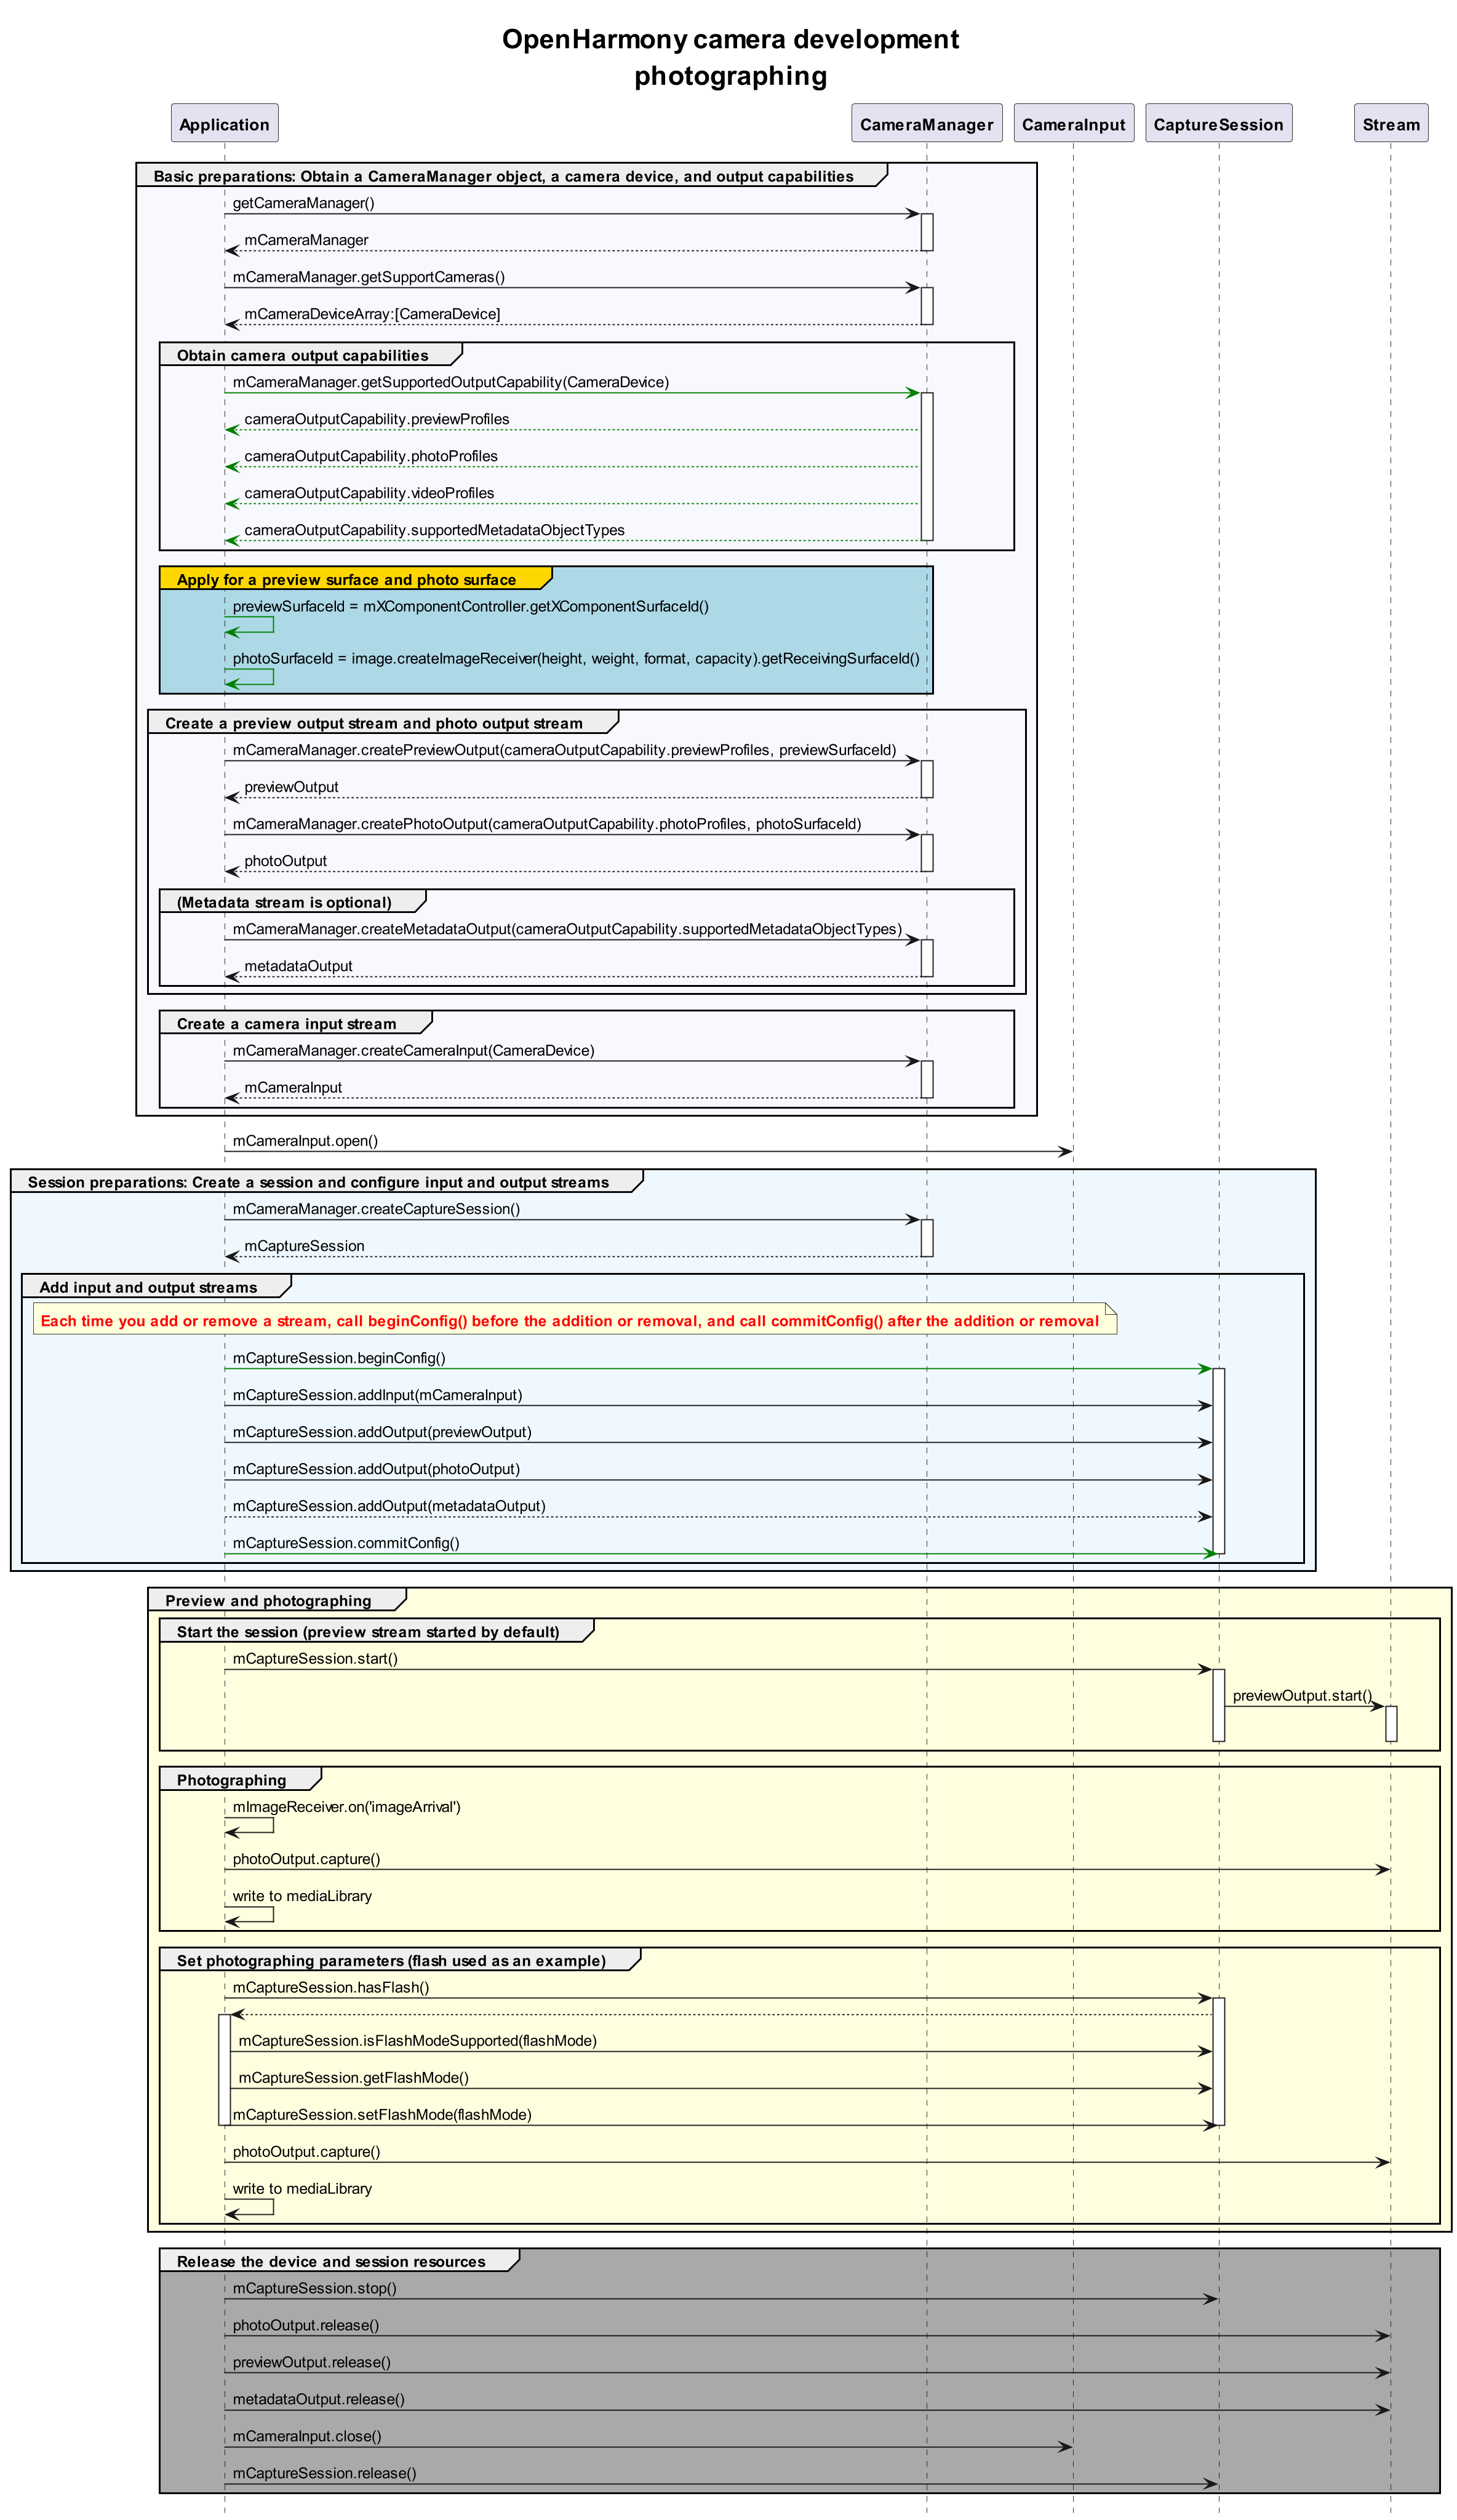 OpenHarmony camera development
photographing
Application
CameraManager
CameraInput
CaptureSession
Stream
Basic preparations: Obtain a CameraManager object, a camera device, and output capabilities
getCameraManager()
mCameraManager
mCameraManager.getSupportCameras()
mCameraDeviceArray:[CameraDevice]
Obtain camera output capabilities
mCameraManager.getSupportedOutputCapability(CameraDevice)
cameraOutputCapability.previewProfiles
cameraOutputCapability.photoProfiles
cameraOutputCapability.videoProfiles
cameraOutputCapability.supportedMetadataObjectTypes
Apply for a preview surface and photo surface
previewSurfaceId = mXComponentController.getXComponentSurfaceId()
photoSurfaceId = image.createImageReceiver(height, weight, format, capacity).getReceivingSurfaceId()
Create a preview output stream and photo output stream
mCameraManager.createPreviewOutput(cameraOutputCapability.previewProfiles, previewSurfaceId)
previewOutput
mCameraManager.createPhotoOutput(cameraOutputCapability.photoProfiles, photoSurfaceId)
photoOutput
(Metadata stream is optional)
mCameraManager.createMetadataOutput(cameraOutputCapability.supportedMetadataObjectTypes)
metadataOutput
Create a camera input stream
mCameraManager.createCameraInput(CameraDevice)
mCameraInput
mCameraInput.open()
Session preparations: Create a session and configure input and output streams
mCameraManager.createCaptureSession()
mCaptureSession
Add input and output streams
Each time you add or remove a stream, call beginConfig() before the addition or removal, and call commitConfig() after the addition or removal
mCaptureSession.beginConfig()
mCaptureSession.addInput(mCameraInput)
mCaptureSession.addOutput(previewOutput)
mCaptureSession.addOutput(photoOutput)
mCaptureSession.addOutput(metadataOutput)
mCaptureSession.commitConfig()
Preview and photographing
Start the session (preview stream started by default)
mCaptureSession.start()
previewOutput.start()
Photographing
mImageReceiver.on('imageArrival')
photoOutput.capture()
write to mediaLibrary
Set photographing parameters (flash used as an example)
mCaptureSession.hasFlash()
mCaptureSession.isFlashModeSupported(flashMode)
mCaptureSession.getFlashMode()
mCaptureSession.setFlashMode(flashMode)
photoOutput.capture()
write to mediaLibrary
Release the device and session resources
mCaptureSession.stop()
photoOutput.release()
previewOutput.release()
metadataOutput.release()
mCameraInput.close()
mCaptureSession.release()